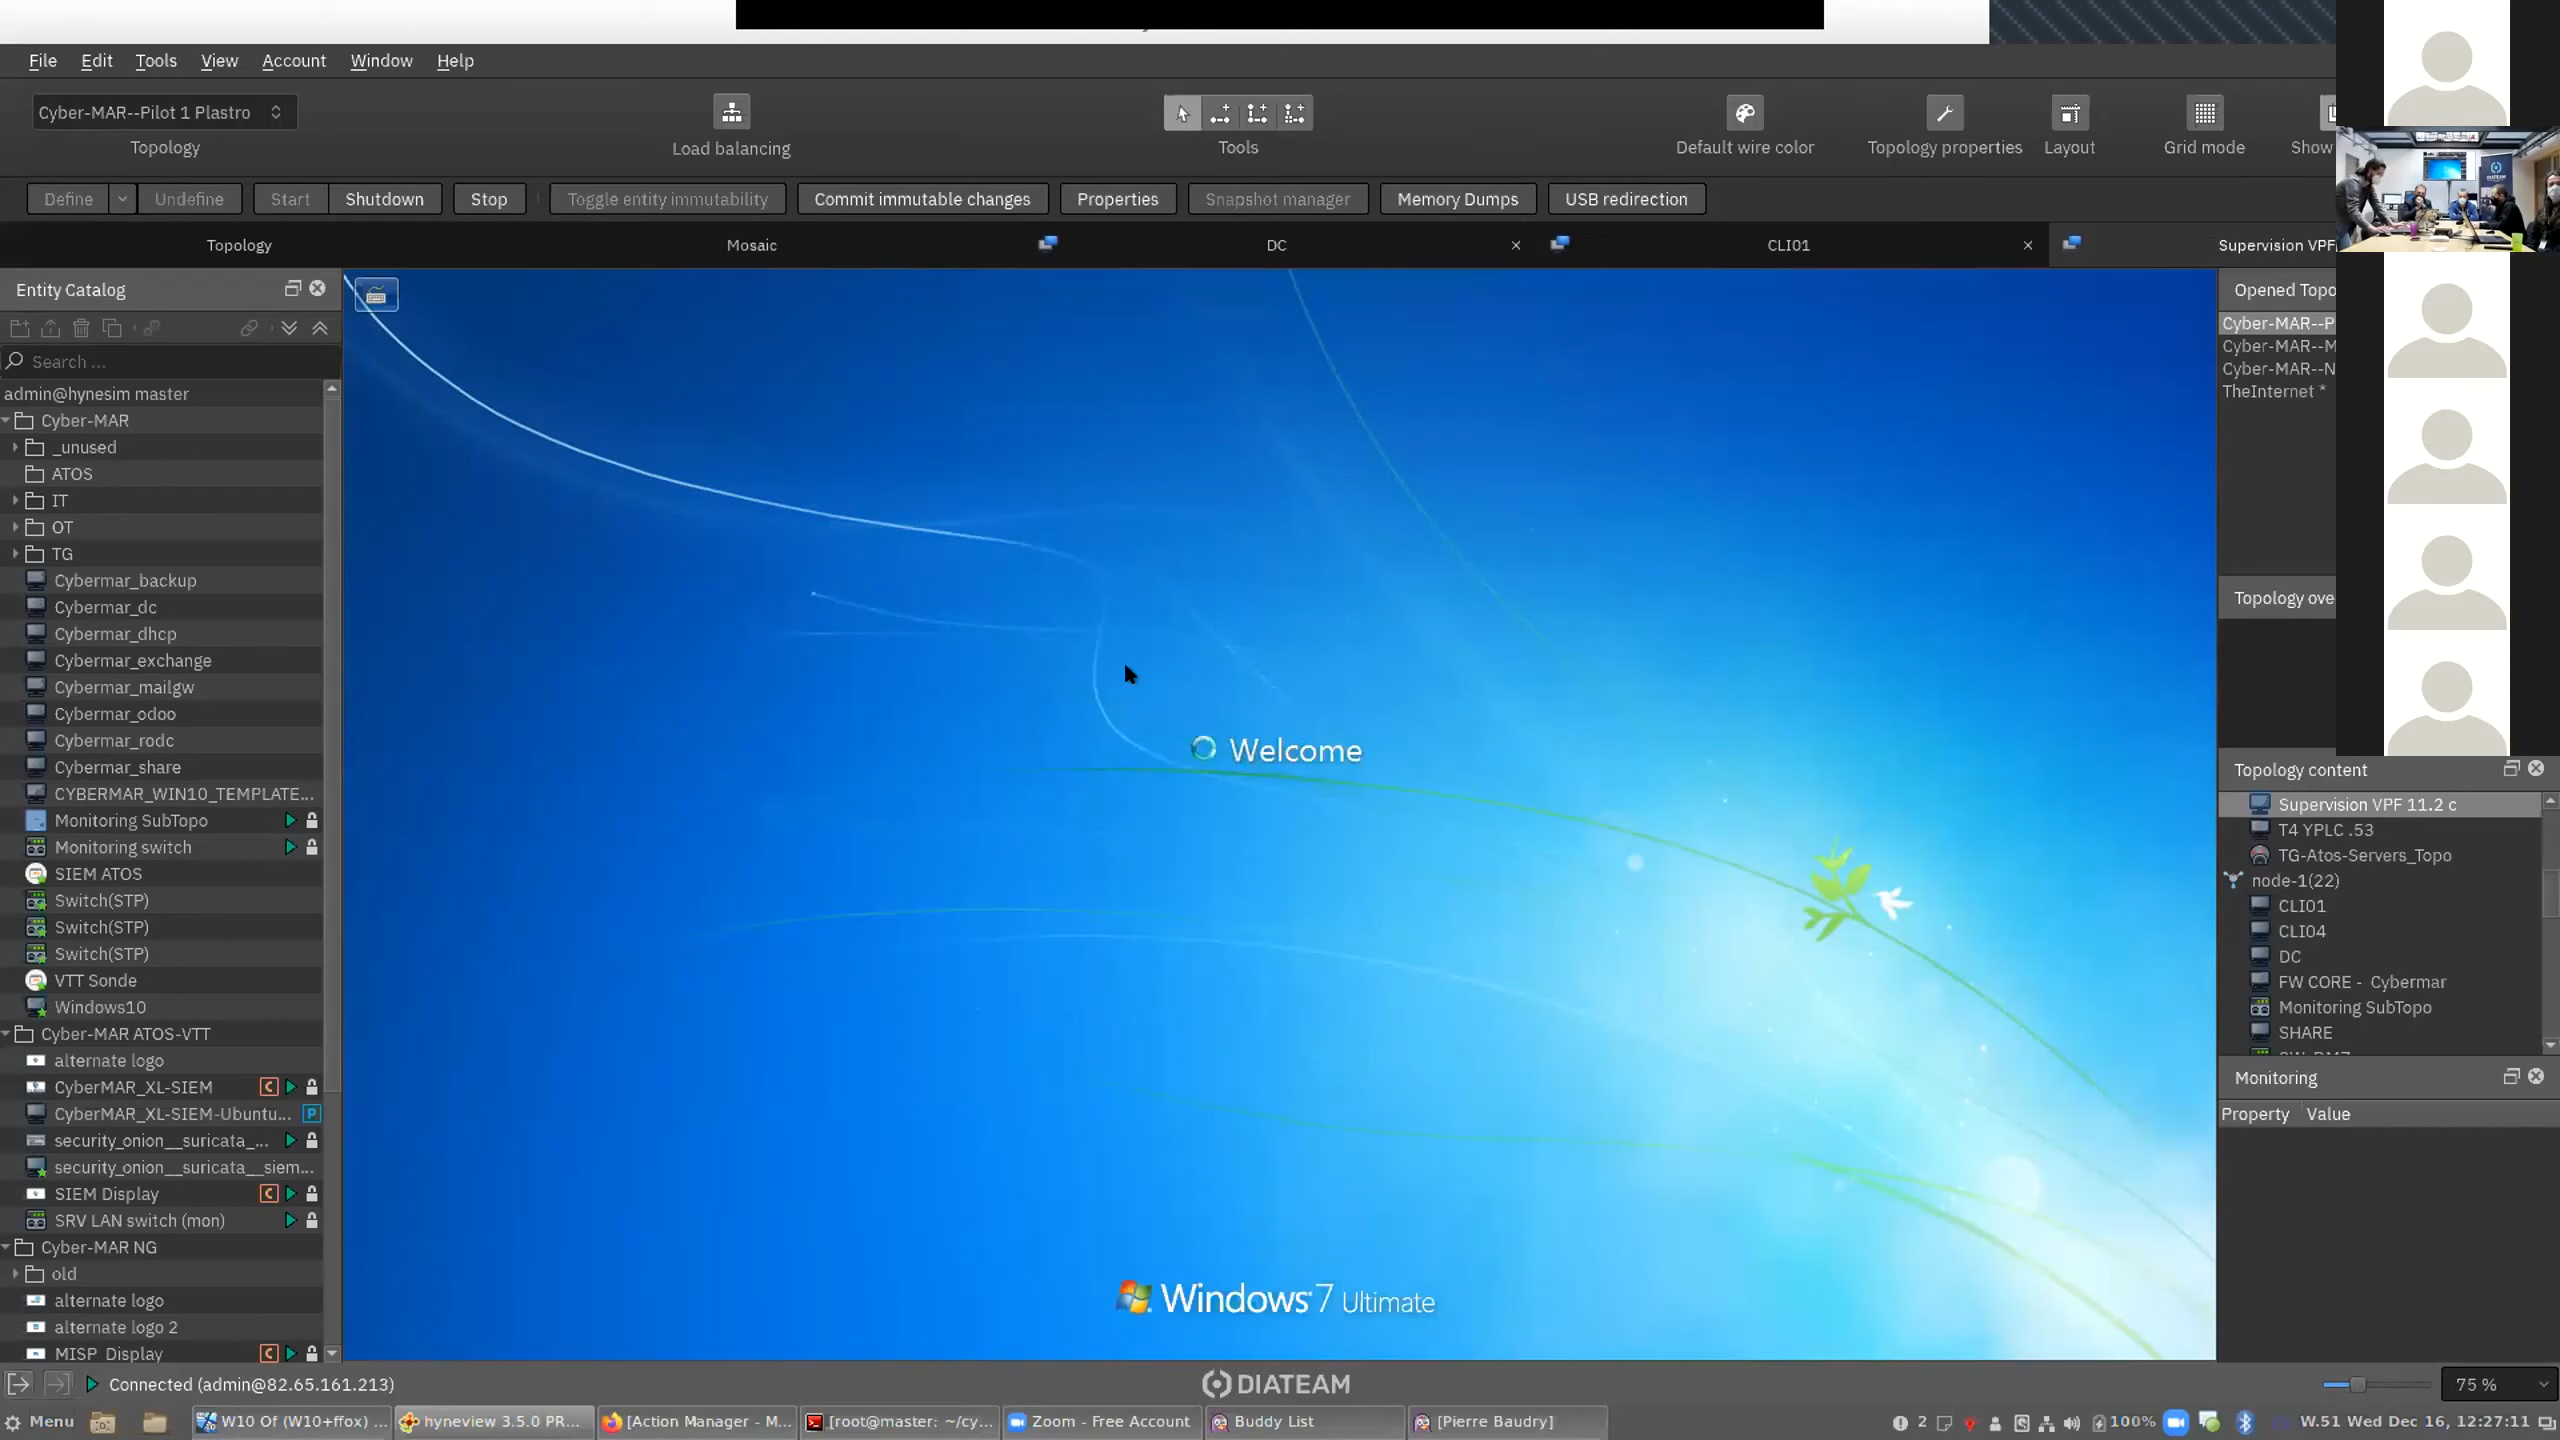 File Edit Tools View Account Window Help
Cyber-MAR--Pilot 1 Plastro
Topology
Load balancing
Tools
Default wire color
Topology properties
Layout
Grid mode
Show
Define
Undefine
Start
Shutdown
Stop
Toggle entity immutability
Commit immutable changes
Properties
Snapshot manager
Memory Dumps
USB redirection
Topology
Mosaic
DC
CLI01
Supervision VPF
Entity Catalog
Search ...
admin@hynesim master
Cyber-MAR
_unused
ATOS
IT
OT
TG
Cybermar_backup
Cybermar_dc
Cybermar_dhcp
Cybermar_exchange
Cybermar_mailgw
Cybermar_odoo
Cybermar_rodc
Cybermar_share
CYBERMAR_WIN10_TEMPLATE...
Monitoring SubTopo
Monitoring switch
SIEM ATOS
Switch(STP)
Switch(STP)
Switch(STP)
VTT Sonde
Windows10
Cyber-MAR ATOS-VTT
alternate logo
CyberMAR_XL-SIEM C
CyberMAR_XL-SIEM-Ubuntu... P
security_onion__suricata_...
security_onion__suricata__siem...
SIEM Display C
SRV LAN switch (mon)
Cyber-MAR NG
old
alternate logo
alternate logo 2
MISP Display C
Welcome
Windows 7 Ultimate
Opened Topo
Cyber-MAR--P
Cyber-MAR--M
Cyber-MAR--N
TheInternet *
Topology ove
DIATEAM
Topology content
Supervision VPF 11.2 c
T4 YPLC .53
TG-Atos-Servers_Topo
node-1(22)
CLI01
CLI04
DC
FW CORE - Cybermar
Monitoring SubTopo
SHARE
Monitoring
Property Value
Connected (admin@82.65.161.213)
DIATEAM
75 %
Menu
W10 Of (W10+ffox) ...
hyneview 3.5.0 PR...
[Action Manager - M...
[root@master: ~/cy...
Zoom - Free Account
Buddy List
[Pierre Baudry]
2
100%
W.51 Wed Dec 16, 12:27:11